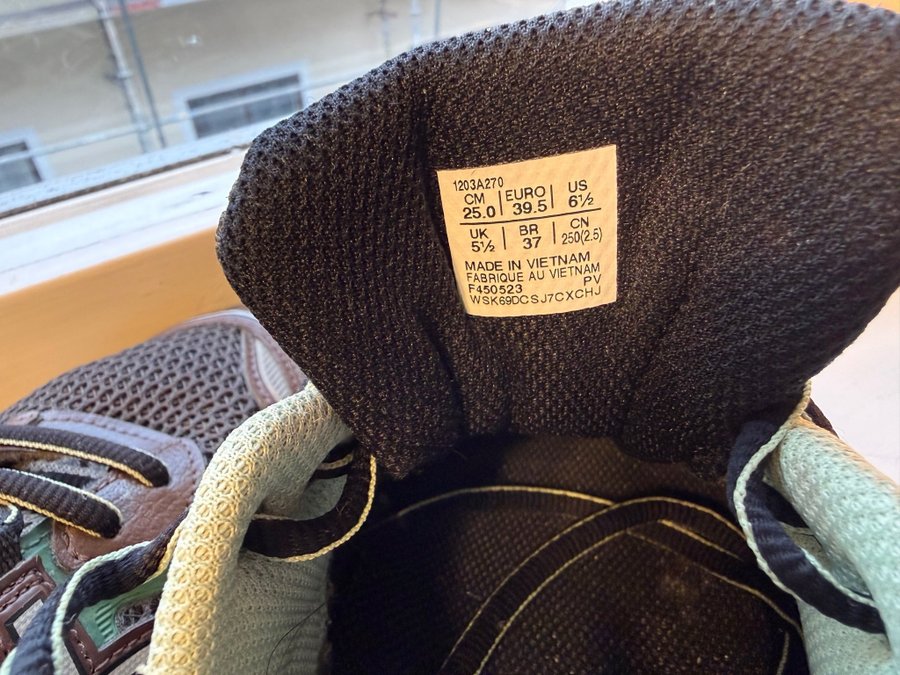 1203A270
CM EURO US
25.0 39.5 6½
UK BR CN
5½ 37 250(2.5)
MADE IN VIETNAM
FABRIQUE AU VIETNAM
F450523 PV
WSK69DCSJ7CXCHJ